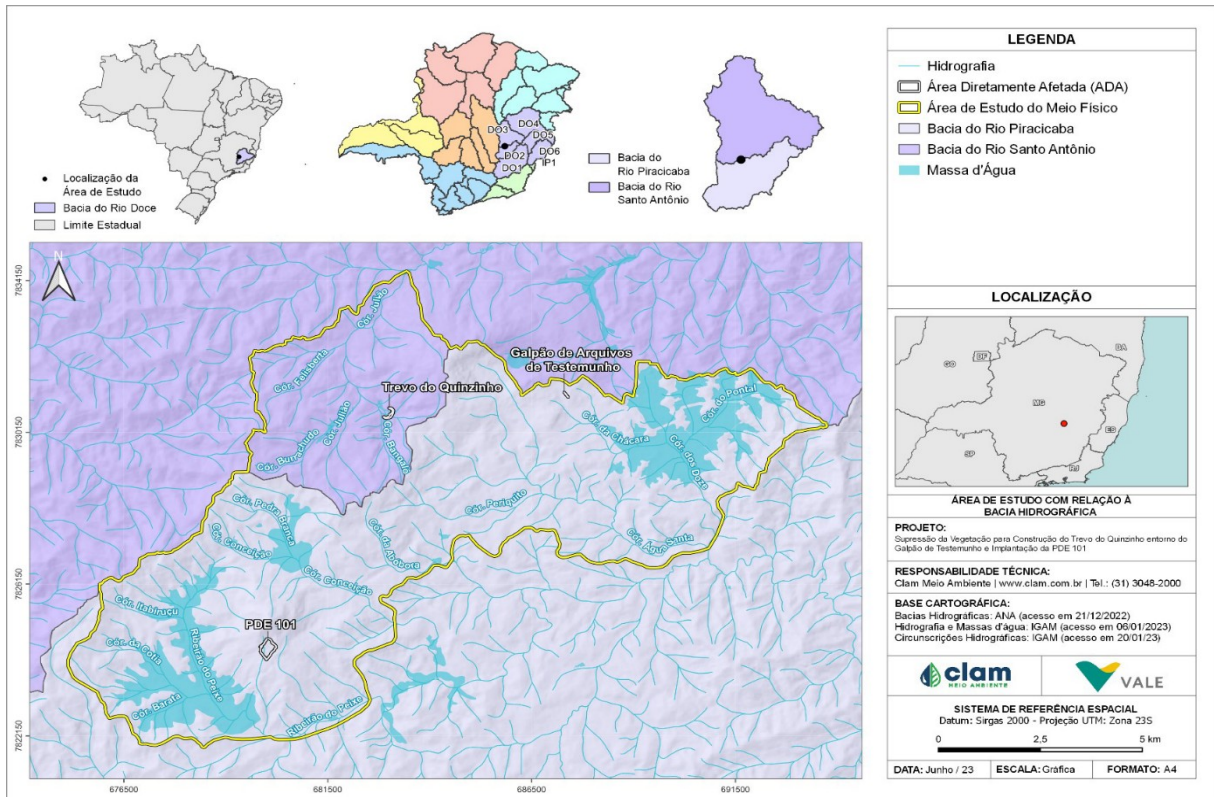 Localização da
Área de Estudo
Bacia do Rio Doce
Limite Estadual
DO3
DO4
DO5
DO2
DO6
DO1
IP1
Bacia do
Rio Piracicaba
Bacia do Rio
Santo Antônio
LEGENDA
Hidrografia
Área Diretamente Afetada (ADA)
Área de Estudo do Meio Físico
Bacia do Rio Piracicaba
Bacia do Rio Santo Antônio
Massa d'Água
N
7834150
7830150
7826150
7822150
676500
681500
686500
691500
Cór. Julião
Cór. Felisberta
Galpão de Arquivos
de Testemunho
Trevo do Quinzinho
Cór. do Pontal
Cór. da Chácara
Cór. dos Doze
Cór. Julião
Cór. Burrachudo
Cór. Pedra Branca
Cór. Periquito
Cór. Conceição
Cór. da Abóbora
Cór. Água Santa
Cór. Conceição
Cór. Itabiruçu
PDE 101
Ribeirão do Peixe
Cór. da Cotia
Cór. Barata
Ribeirão do Peixe
LOCALIZAÇÃO
GO
DF
BA
MG
ES
SP
RJ
ÁREA DE ESTUDO COM RELAÇÃO À
BACIA HIDROGRÁFICA
PROJETO:
Supressão da Vegetação para Construção do Trevo do Quinzinho entorno do
Galpão de Testemunho e Implantação da PDE 101
RESPONSABILIDADE TÉCNICA:
Clam Meio Ambiente | www.clam.com.br | Tel.: (31) 3048-2000
BASE CARTOGRÁFICA:
Bacias Hidrográficas: ANA (acesso em 21/12/2022)
Hidrografia e Massas d'água: IGAM (acesso em 06/01/2023)
Circunscrições Hidrográficas: IGAM (acesso em 20/01/23)
clam
MEIO AMBIENTE
VALE
SISTEMA DE REFERÊNCIA ESPACIAL
Datum: Sirgas 2000 - Projeção UTM: Zona 23S
0 2,5 5 km
DATA: Junho / 23 ESCALA: Gráfica FORMATO: A4